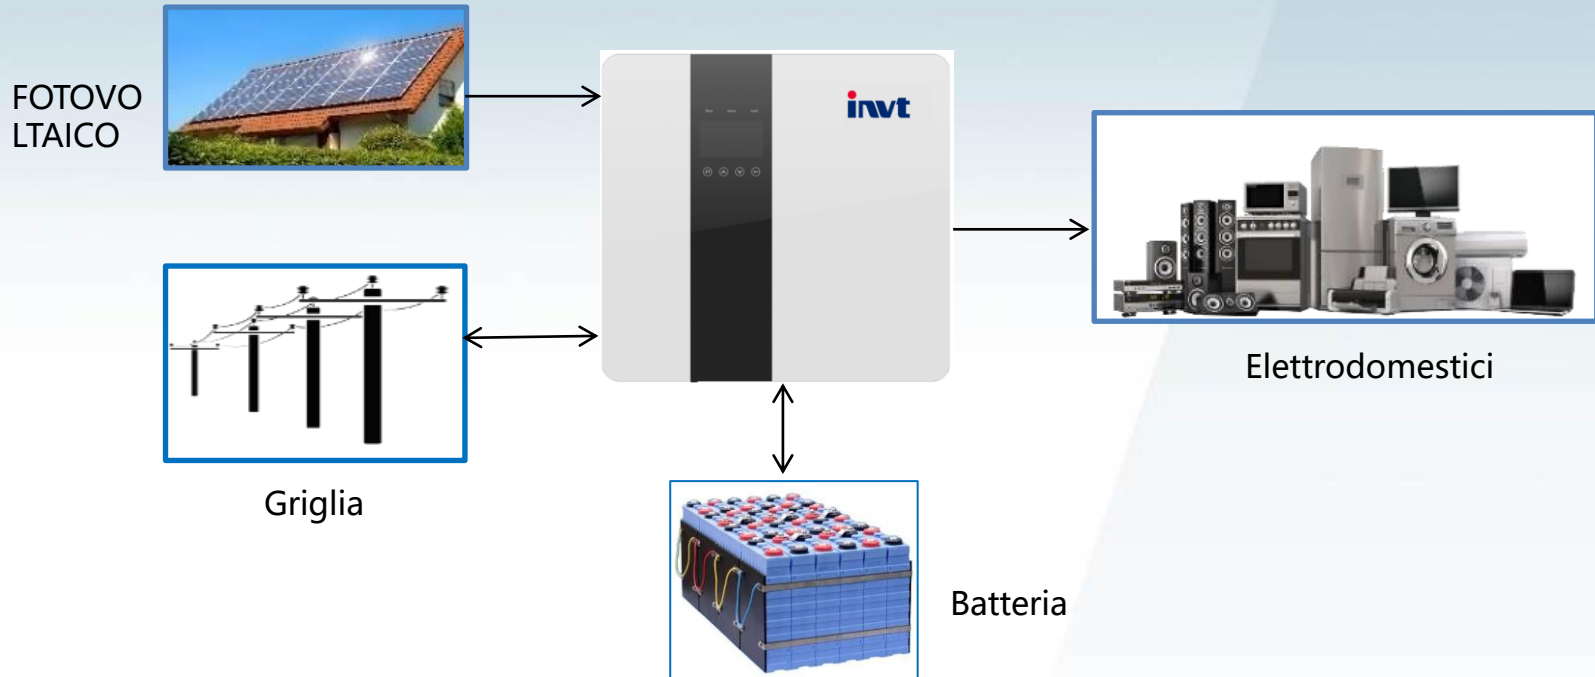 FOTOVO
LTAICO
invt
Elettrodomestici
Griglia
Batteria